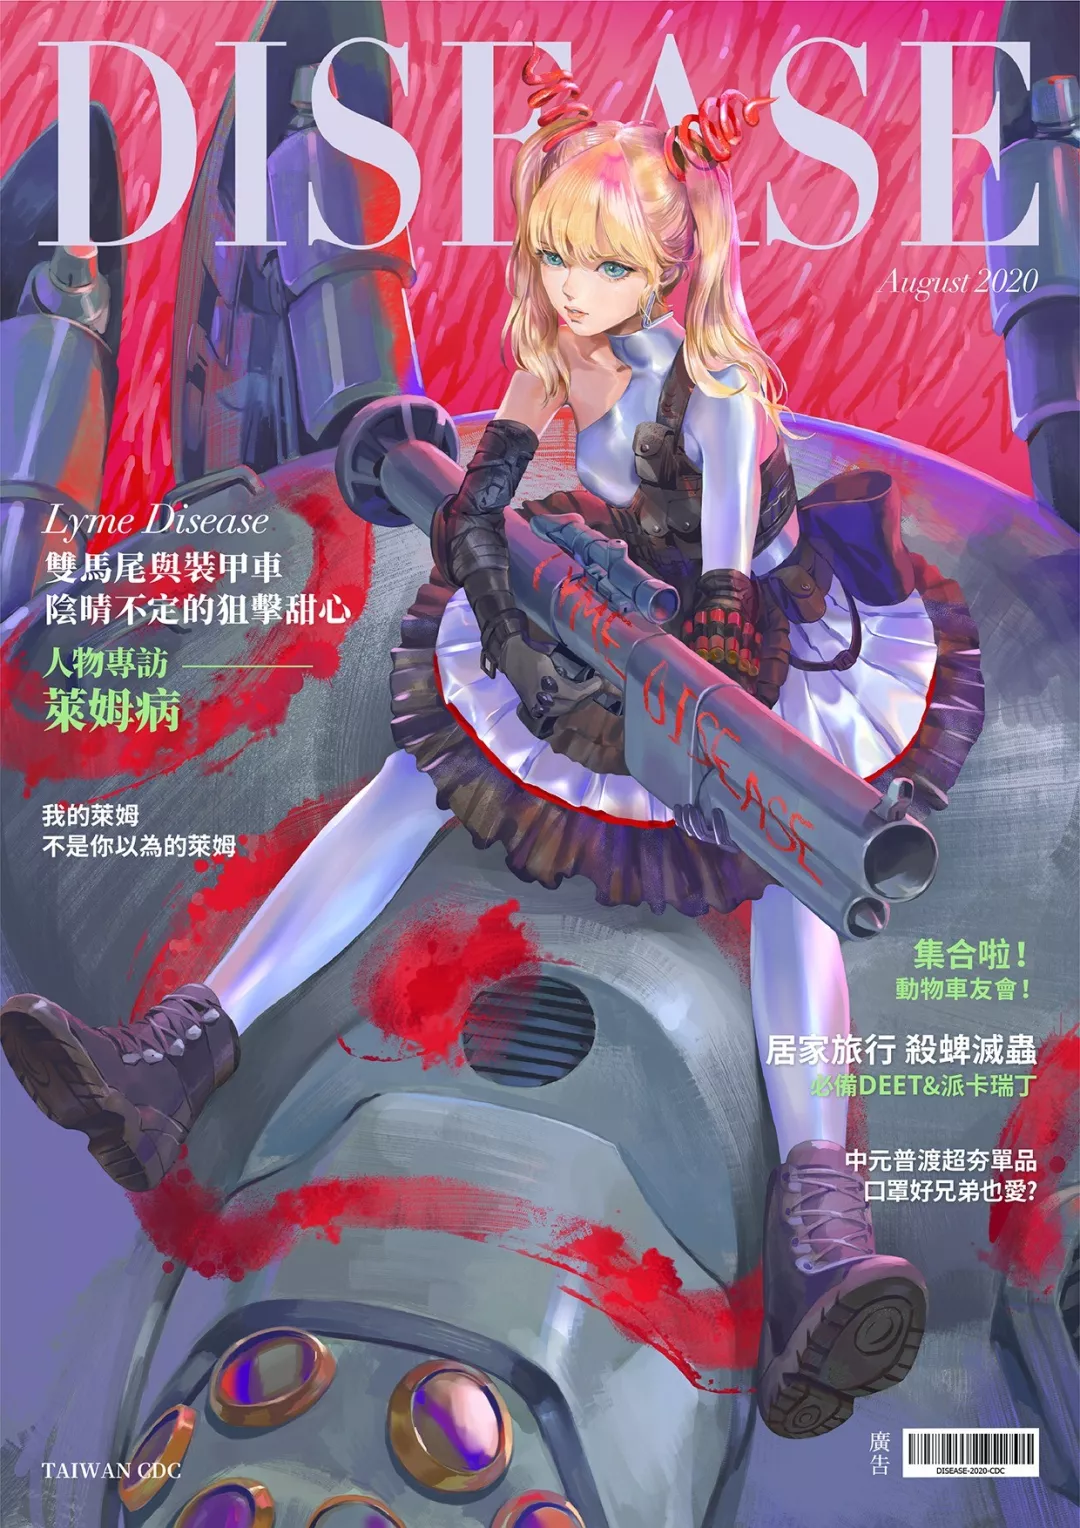 DISEASE
August 2020
Lyme Disease
雙馬尾與裝甲車
陰晴不定的狙擊甜心
人物專訪
萊姆病
我的萊姆
不是你以為的萊姆
LYME DISEASE
集合啦！
動物車友會！
居家旅行 殺蜱滅蟲
必備DEET&派卡瑞丁
中元普渡超夯單品
口罩好兄弟也愛?
TAIWAN CDC
廣告
DISEASE-2020-CDC